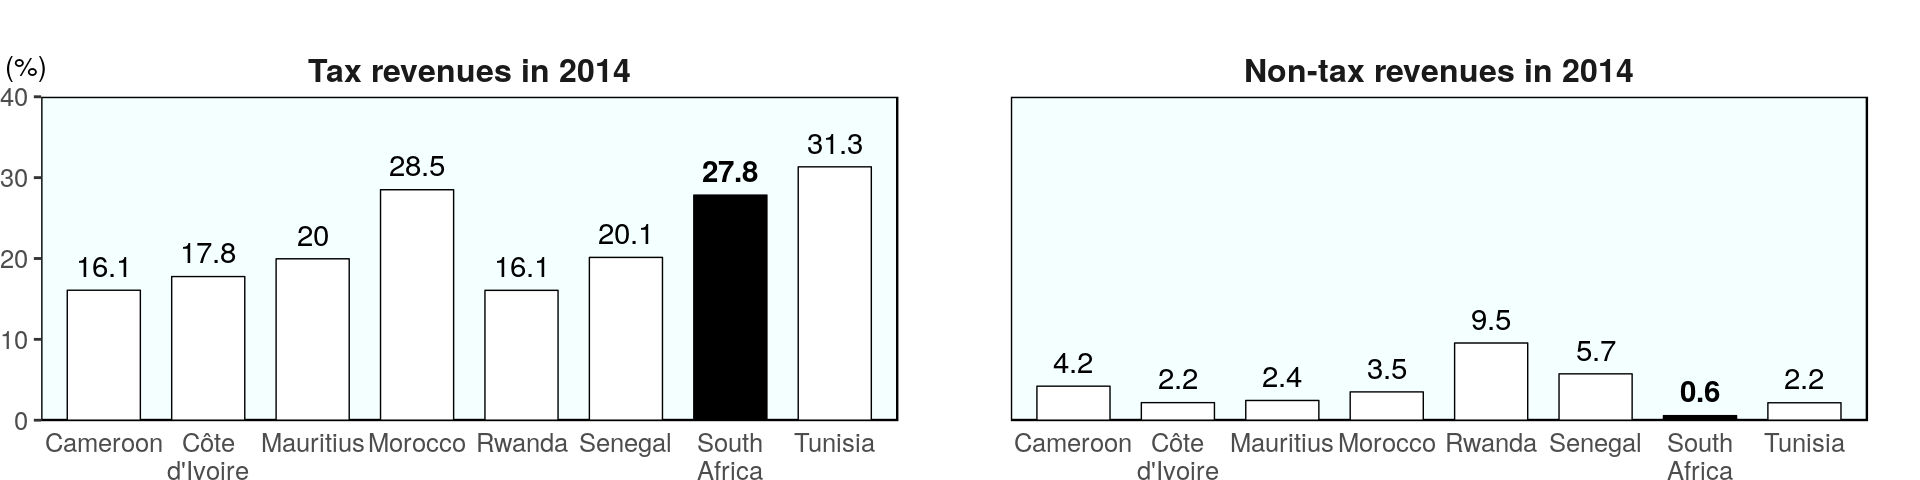 Tax revenues in 2014
(%)
40
30
20
10
0
16.1
17.8
20
28.5
16.1
20.1
27.8
31.3
Cameroon
Côte
d'Ivoire
Mauritius
Morocco
Rwanda
Senegal
South
Africa
Tunisia
Non-tax revenues in 2014
4.2
2.2
2.4
3.5
9.5
5.7
0.6
2.2
Cameroon
Côte
d'Ivoire
Mauritius
Morocco
Rwanda
Senegal
South
Africa
Tunisia